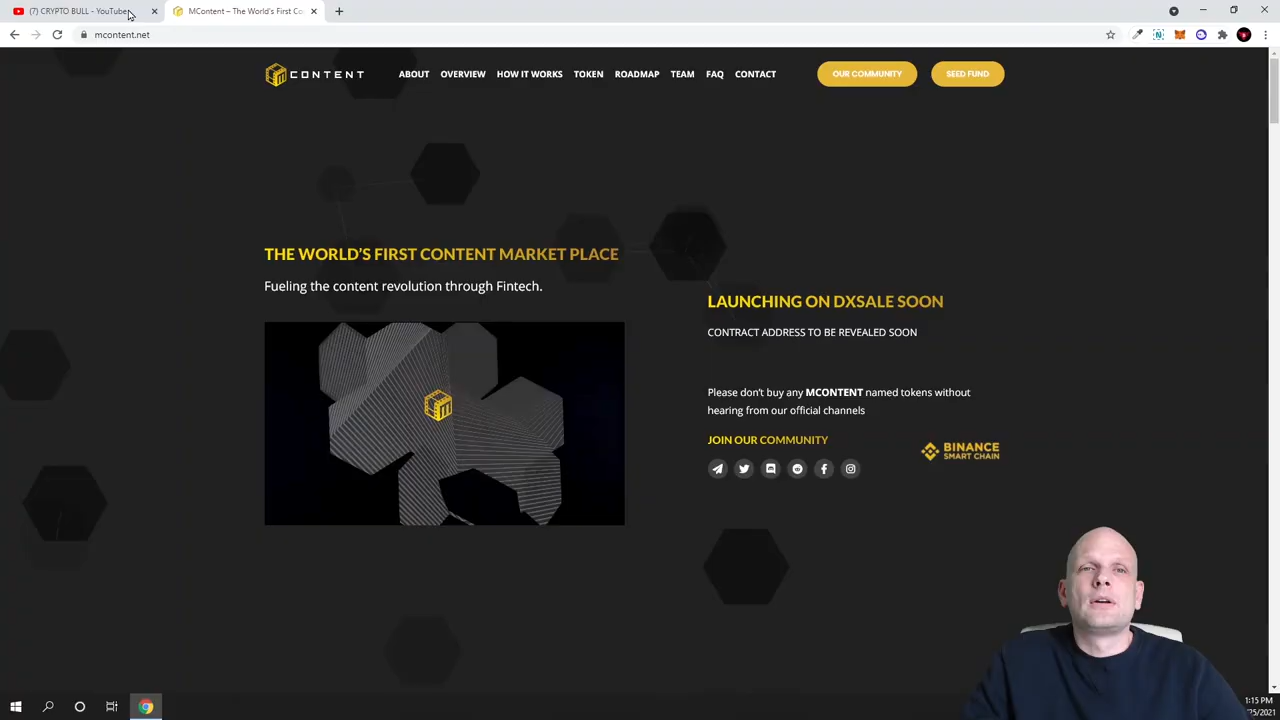 (7) CRYPTO BULL - YouTube
MContent – The World's First Co
mcontent.net
CONTENT
ABOUT
OVERVIEW
HOW IT WORKS
TOKEN
ROADMAP
TEAM
FAQ
CONTACT
OUR COMMUNITY
SEED FUND
THE WORLD'S FIRST CONTENT MARKET PLACE
Fueling the content revolution through Fintech.
LAUNCHING ON DXSALE SOON
CONTRACT ADDRESS TO BE REVEALED SOON
Please don't buy any MCONTENT named tokens without
hearing from our official channels
JOIN OUR COMMUNITY
BINANCE
SMART CHAIN
1:15 PM
/25/2021